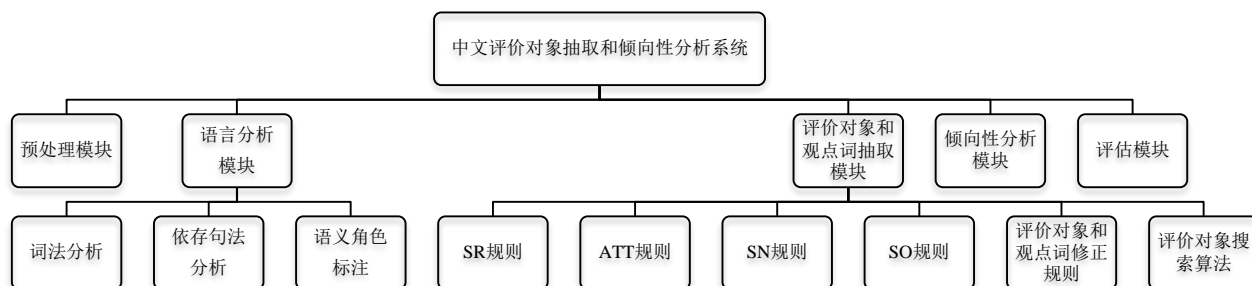 中文评价对象抽取和倾向性分析系统
预处理模块
语言分析
模块
评价对象和
观点词抽取
模块
倾向性分析
模块
评估模块
词法分析
依存句法
分析
语义角色
标注
SR规则
ATT规则
SN规则
SO规则
评价对象和
观点词修正
规则
评价对象搜
索算法